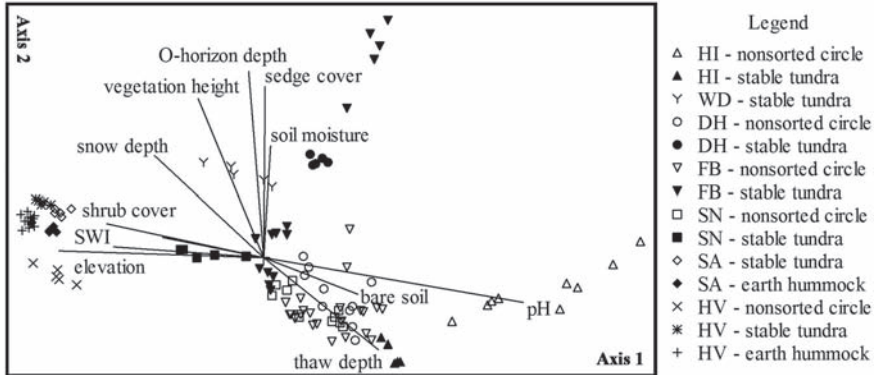 Axis 2
O-horizon depth
sedge cover
vegetation height
soil moisture
snow depth
shrub cover
SWI
elevation
bare soil
pH
thaw depth
Axis 1
Legend
HI - nonsorted circle
HI - stable tundra
WD - stable tundra
DH - nonsorted circle
DH - stable tundra
FB - nonsorted circle
FB - stable tundra
SN - nonsorted circle
SN - stable tundra
SA - stable tundra
SA - earth hummock
HV - nonsorted circle
HV - stable tundra
HV - earth hummock